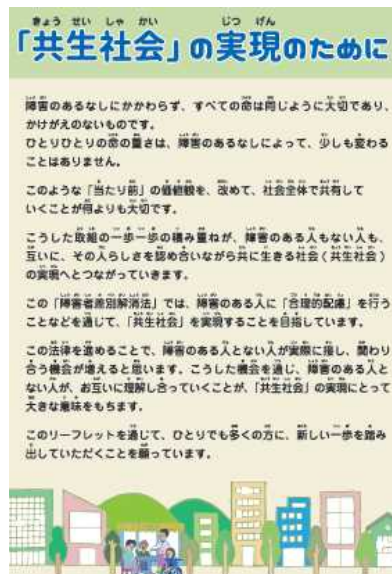 きょう せい しゃ かい じつ げん
「共生社会」の実現のために
障害のあるなしにかかわらず、すべての命は同じように大切であり、
かけがえのないものです。
ひとりひとりの命の重さは、障害のあるなしによって、少しも変わる
ことはありません。
このような「当たり前」の価値観を、改めて、社会全体で共有して
いくことが何よりも大切です。
こうした取組の一歩一歩の積み重ねが、障害のある人もない人も、
互いに、その人らしさを認め合いながら共に生きる社会（共生社会）
の実現へとつながっていきます。
この「障害者差別解消法」では、障害のある人に「合理的配慮」を行う
ことなどを通じて、「共生社会」を実現することを目指しています。
この法律を進めることで、障害のある人とない人が実際に接し、関わり
合う機会が増えると思います。こうした機会を通じ、障害のある人と
ない人が、お互いに理解し合っていくことが、「共生社会」の実現にとって
大きな意味をもちます。
このリーフレットを通じて、ひとりでも多くの方に、新しい一歩を踏み
出していただくことを願っています。